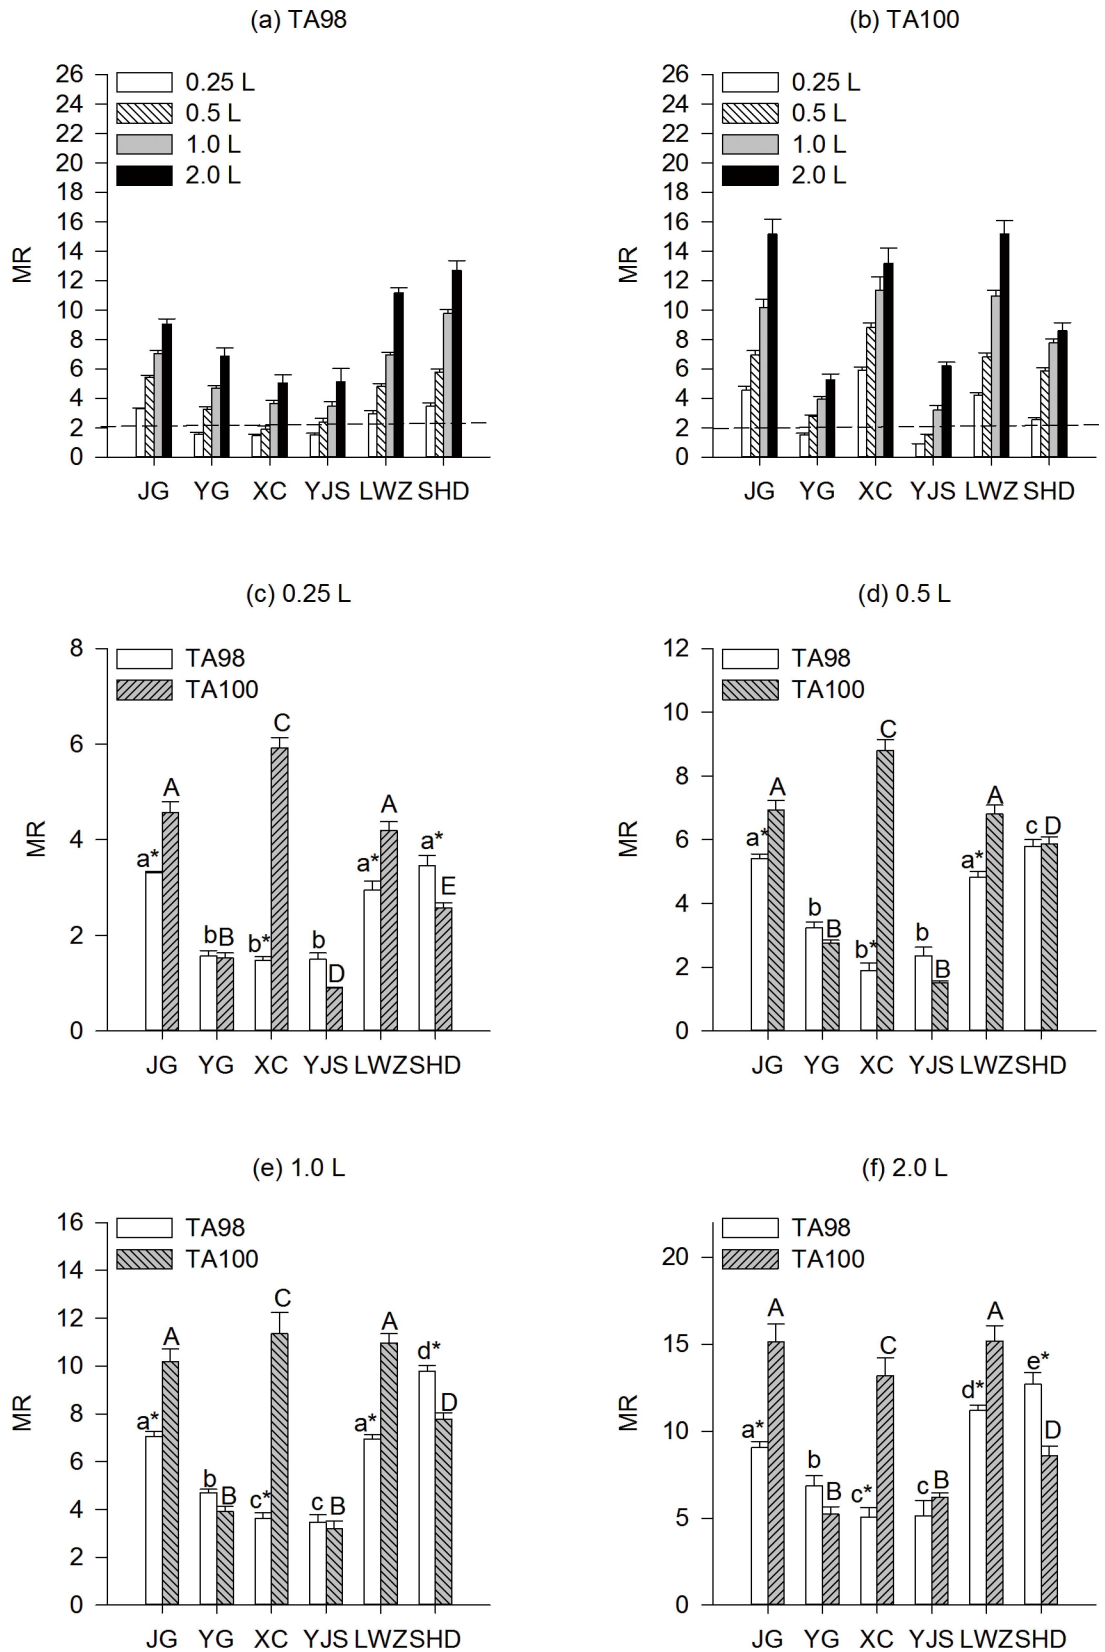 (a) TA98
26
24
22
20
18
16
14
12
10
8
6
4
2
0
MR
0.25 L
0.5 L
1.0 L
2.0 L
JG YG XC YJS LWZ SHD
(b) TA100
26
24
22
20
18
16
14
12
10
8
6
4
2
0
MR
0.25 L
0.5 L
1.0 L
2.0 L
JG YG XC YJS LWZ SHD
(c) 0.25 L
8
6
4
2
0
MR
TA98
TA100
a* A b B b* C b D a* A a* E
JG YG XC YJS LWZ SHD
(d) 0.5 L
12
10
8
6
4
2
0
MR
TA98
TA100
a* A b B b* C b B a* A c D
JG YG XC YJS LWZ SHD
(e) 1.0 L
16
14
12
10
8
6
4
2
0
MR
TA98
TA100
a* A b B c* C c B a* A d* D
JG YG XC YJS LWZ SHD
(f) 2.0 L
20
15
10
5
0
MR
TA98
TA100
a* A b B c* C c B d* A e* D
JG YG XC YJS LWZ SHD